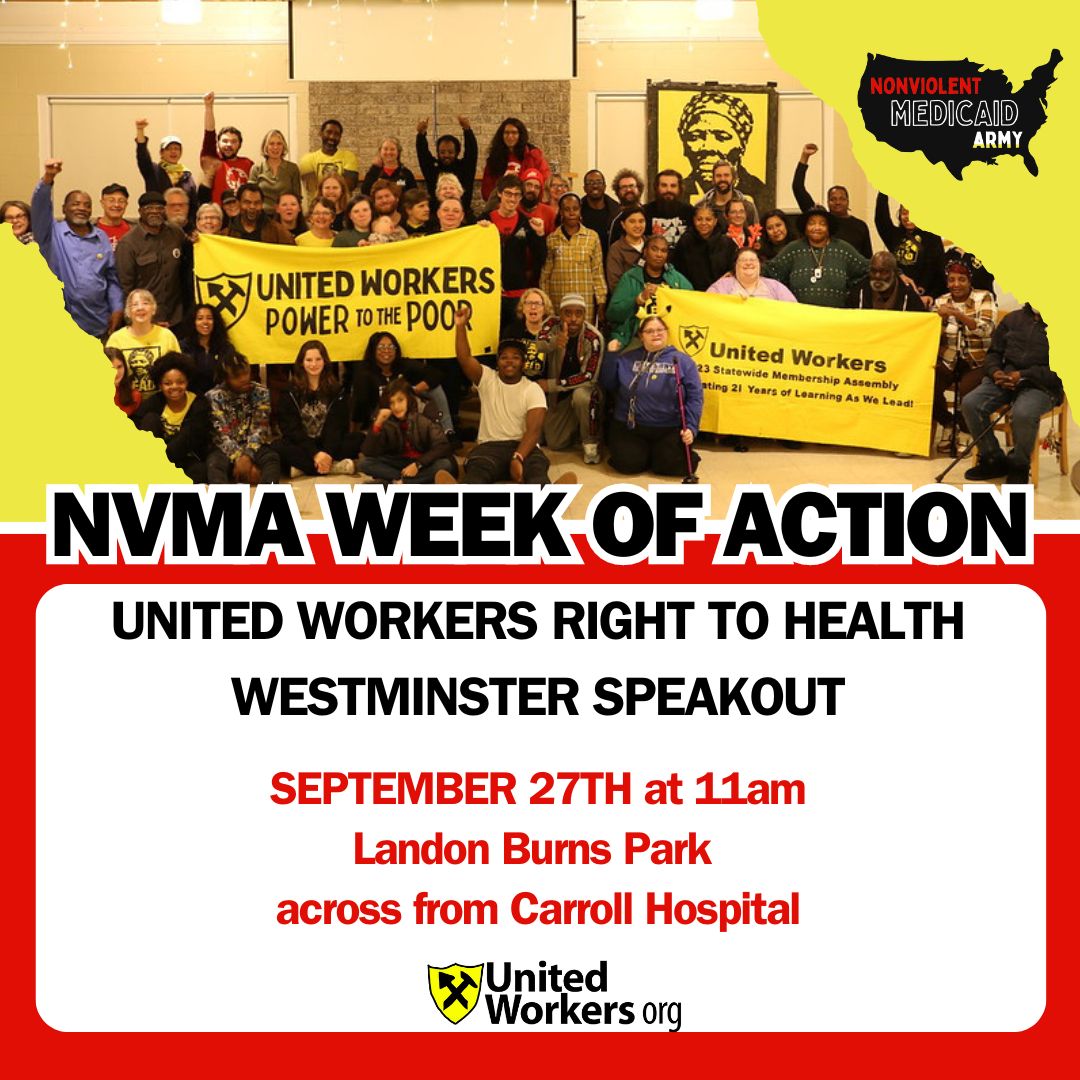 NONVIOLENT
MEDICAID
ARMY
UNITED WORKERS
POWER TO THE POOR
United Workers
23 Statewide Membership Assembly
ating 21 Years of Learning As We Lead!
NVMA WEEK OF ACTION
UNITED WORKERS RIGHT TO HEALTH
WESTMINSTER SPEAKOUT
SEPTEMBER 27TH at 11am
Landon Burns Park
across from Carroll Hospital
United
Workers org